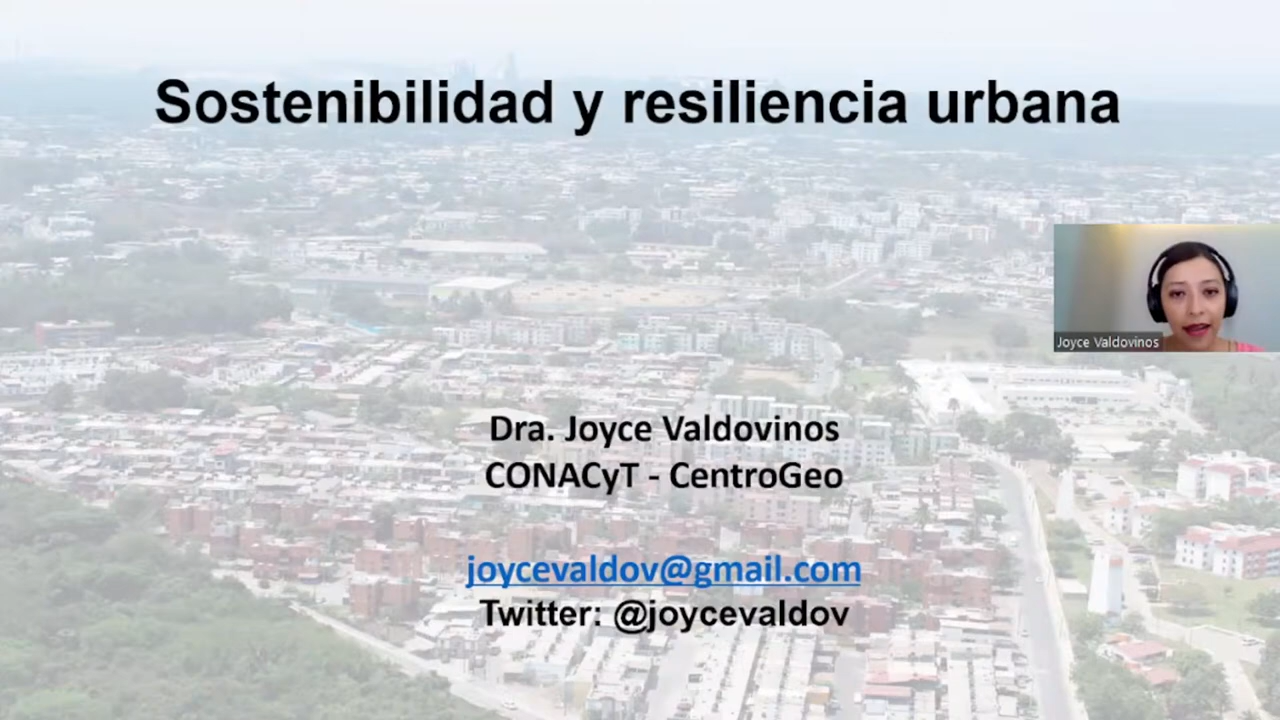 Sostenibilidad y resiliencia urbana
Joyce Valdovinos
Dra. Joyce Valdovinos
CONACyT - CentroGeo
joycevaldov@gmail.com
Twitter: @joycevaldov